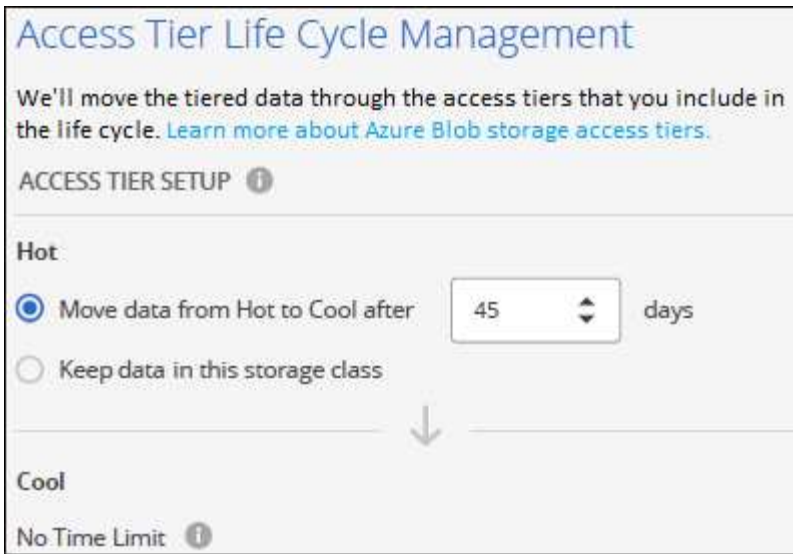 Access Tier Life Cycle Management
We'll move the tiered data through the access tiers that you include in
the life cycle. Learn more about Azure Blob storage access tiers.
ACCESS TIER SETUP i
Hot
Move data from Hot to Cool after 45 days
Keep data in this storage class
Cool
No Time Limit i